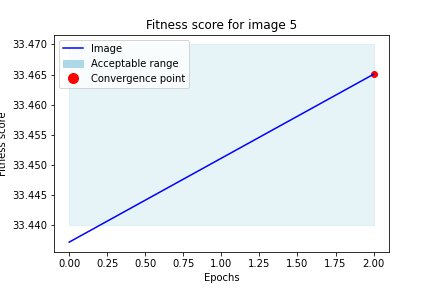 Fitness score for image 5
33.470
33.465
33.460
33.455
33.450
33.445
33.440
Fitness score
Image
Acceptable range
Convergence point
0.00 0.25 0.50 0.75 1.00 1.25 1.50 1.75 2.00
Epochs